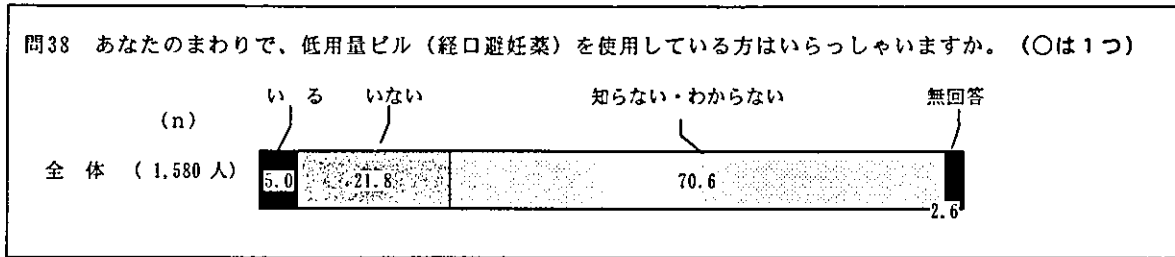 問38 あなたのまわりで、低用量ピル（経口避妊薬）を使用している方はいらっしゃいますか。（○は１つ）
い る いない 知らない・わからない 無回答
(n)
全 体 ( 1,580 人) 5.0 21.8 70.6 2.6